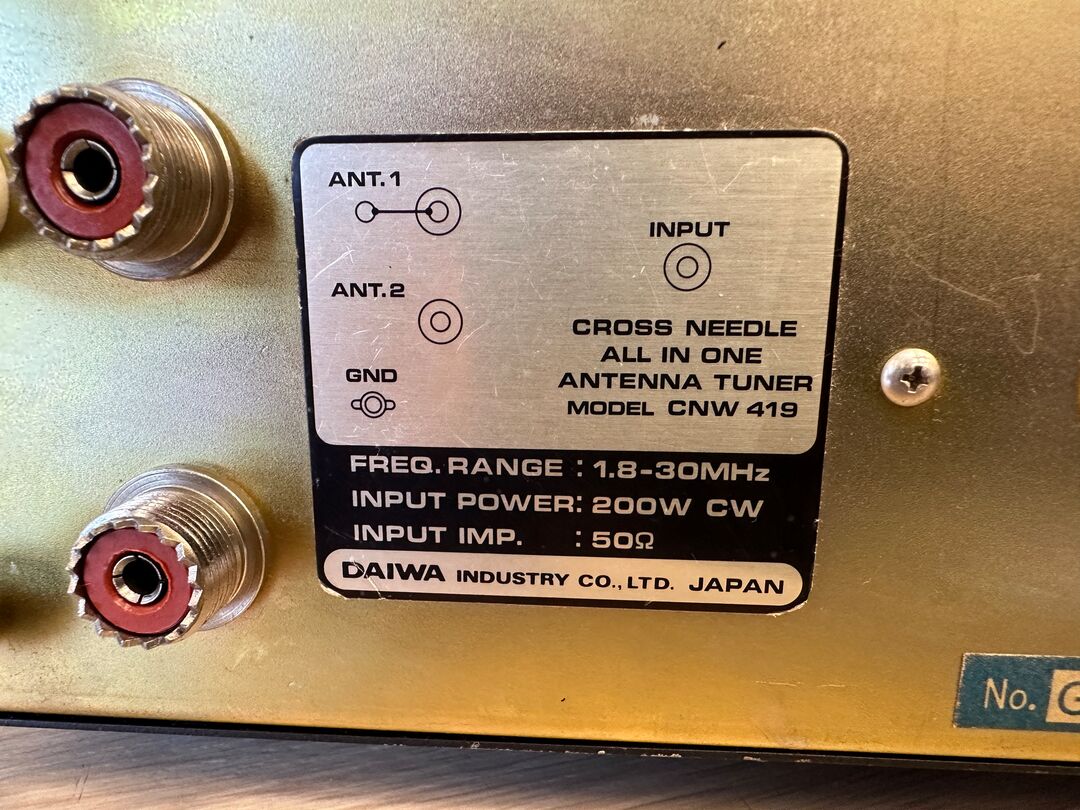 ANT.1
INPUT
ANT.2
CROSS NEEDLE
ALL IN ONE
ANTENNA TUNER
MODEL CNW 419
GND
FREQ. RANGE : 1.8-30MHz
INPUT POWER: 200W CW
INPUT IMP. : 50Ω
DAIWA INDUSTRY CO., LTD. JAPAN
No.